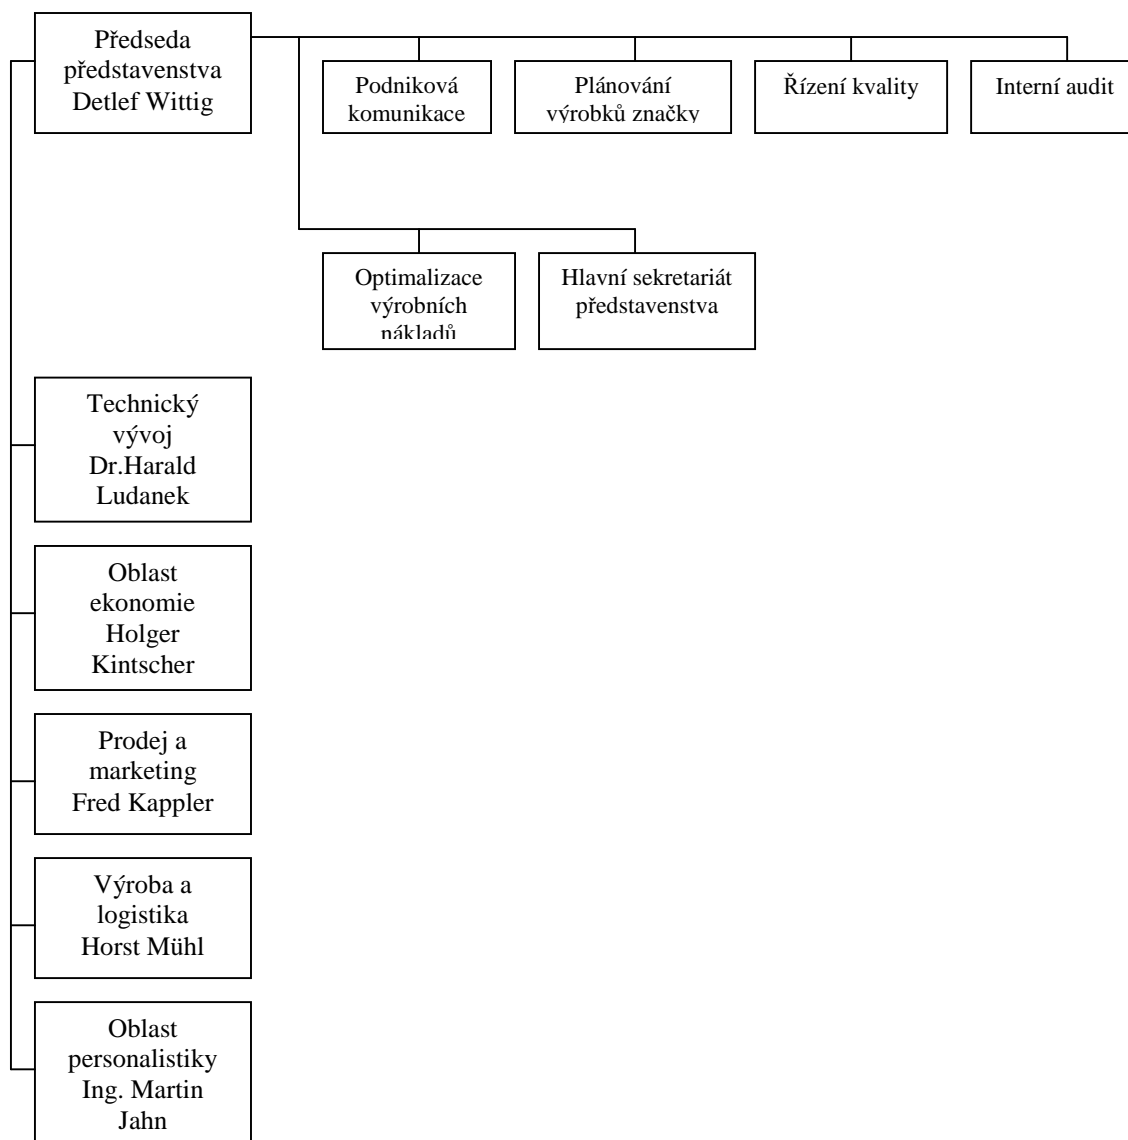 Předseda
představenstva
Detlef Wittig
Podniková
komunikace
Plánování
výrobků značky
Řízení kvality
Interní audit
Optimalizace
výrobních
nákladů
Hlavní sekretariát
představenstva
Technický
vývoj
Dr.Harald
Ludanek
Oblast
ekonomie
Holger
Kintscher
Prodej a
marketing
Fred Kappler
Výroba a
logistika
Horst Mühl
Oblast
personalistiky
Ing. Martin
Jahn